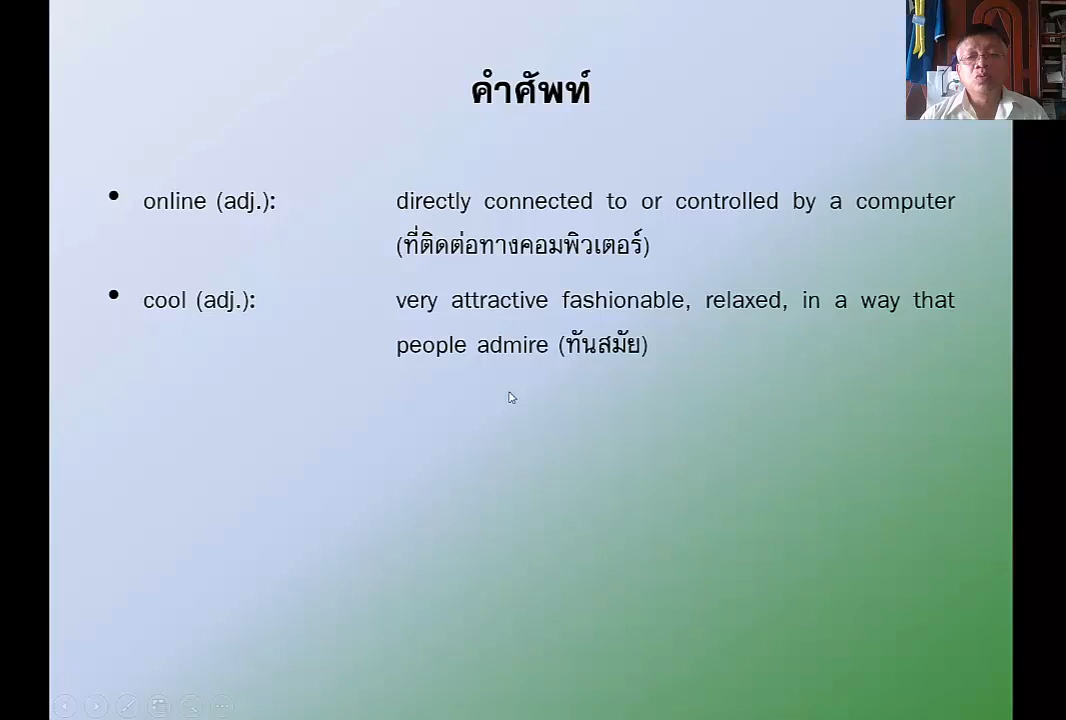 คำศัพท์
• online (adj.): directly connected to or controlled by a computer
(ที่ติดต่อทางคอมพิวเตอร์)
• cool (adj.): very attractive fashionable, relaxed, in a way that
people admire (ทันสมัย)